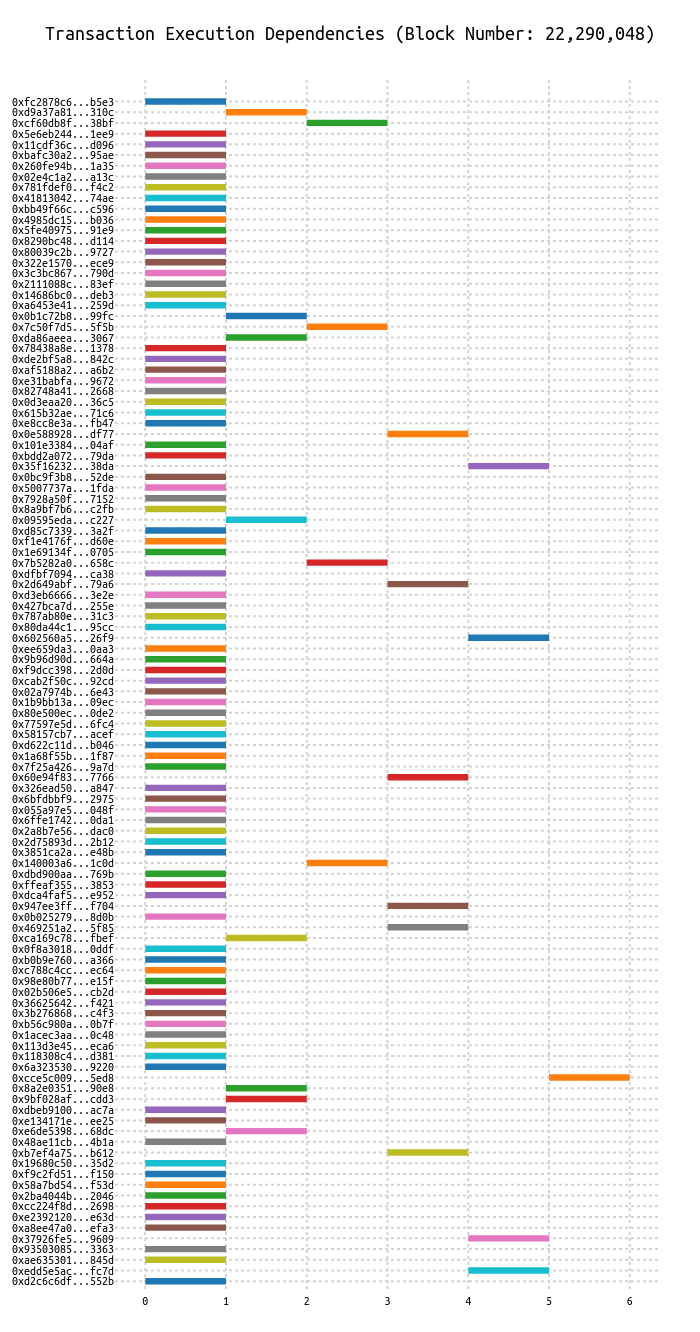 Transaction Execution Dependencies (Block Number: 22,290,048)
0xfc2878c6...b5e3
0xd9a37a81...310c
0xcf60db8f...38bf
0x5e6eb244...1ee9
0x11cdf36c...d096
0xbafc30a2...95ae
0x260fe94b...1a35
0x02e4c1a2...a13c
0x781fdef0...f4c2
0x41813042...74ae
0xbb49f66c...c596
0x4985dc15...b036
0x5fe40975...91e9
0x8290bc48...d114
0x80039c2b...9727
0x322e1570...ece9
0x3c3bc867...790d
0x2111088c...83ef
0x14686bc0...deb3
0xa6453e41...259d
0x0b1c72b8...99fc
0x7c50f7d5...5f5b
0xda86aeea...3067
0x78438a8e...1378
0xde2bf5a8...842c
0xaf5188a2...a6b2
0xe31babfa...9672
0x82748a41...2668
0x0d3eaa20...36c5
0x615b32ae...71c6
0xe8cc8e3a...fb47
0x0e588928...df77
0x101e3384...04af
0xbdd2a072...79da
0x35f16232...38da
0x0bc9f3b8...52de
0x5007737a...1fda
0x7928a50f...7152
0x8a9bf7b6...c2fb
0x09595eda...c227
0xd85c7339...3a2f
0xf1e4176f...d60e
0x1e69134f...0705
0x7b5282a0...658c
0xdfbf7094...ca38
0x2d649abf...79a6
0xd3eb6666...3e2e
0x427bca7d...255e
0x787ab80e...31c3
0x80da44c1...95cc
0x602560a5...26f9
0xee659da3...0aa3
0x9b96d90d...664a
0xf9dcc398...2d0d
0xcab2f50c...92cd
0x02a7974b...6e43
0x1b9bb13a...09ec
0x80e500ec...0de2
0x77597e5d...6fc4
0x58157cb7...acef
0xd622c11d...b046
0x1a68f55b...1f87
0x7f25a426...9a7d
0x60e94f83...7766
0x326ead50...a847
0x6bfdbbf9...2975
0x055a97e5...048f
0x6ffe1742...0da1
0x2a8b7e56...dac0
0x2d75893d...2b12
0x3851ca2a...e48b
0x140003a6...1c0d
0xdbd900aa...769b
0xffeaf355...3853
0xdca4faf5...e952
0x947ee3ff...f704
0x0b025279...8d0b
0x469251a2...5f85
0xca169c78...fbef
0x0f8a3018...0ddf
0xb0b9e760...a366
0xc788c4cc...ec64
0x98e80b77...e15f
0x02b506e5...cb2d
0x36625642...f421
0x3b276868...c4f3
0xb56c980a...0b7f
0x1acec3aa...0c48
0x113d3e45...eca6
0x118308c4...d381
0x6a323530...9220
0xcce5c009...5ed8
0x8a2e0351...90e8
0x9bf028af...cdd3
0xdbeb9100...ac7a
0xe134171e...ee25
0xe6de5398...68dc
0x48ae11cb...4b1a
0xb7ef4a75...b612
0x19680c50...35d2
0xf9c2fd51...f150
0x58a7bd54...f53d
0x2ba4044b...2046
0xcc224f8d...2698
0xe2392120...e63d
0xa8ee47a0...efa3
0x37926fe5...9609
0x93503085...3363
0xae635301...845d
0xedd5e5ac...fc7d
0xd2c6c6df...552b
0 1 2 3 4 5 6